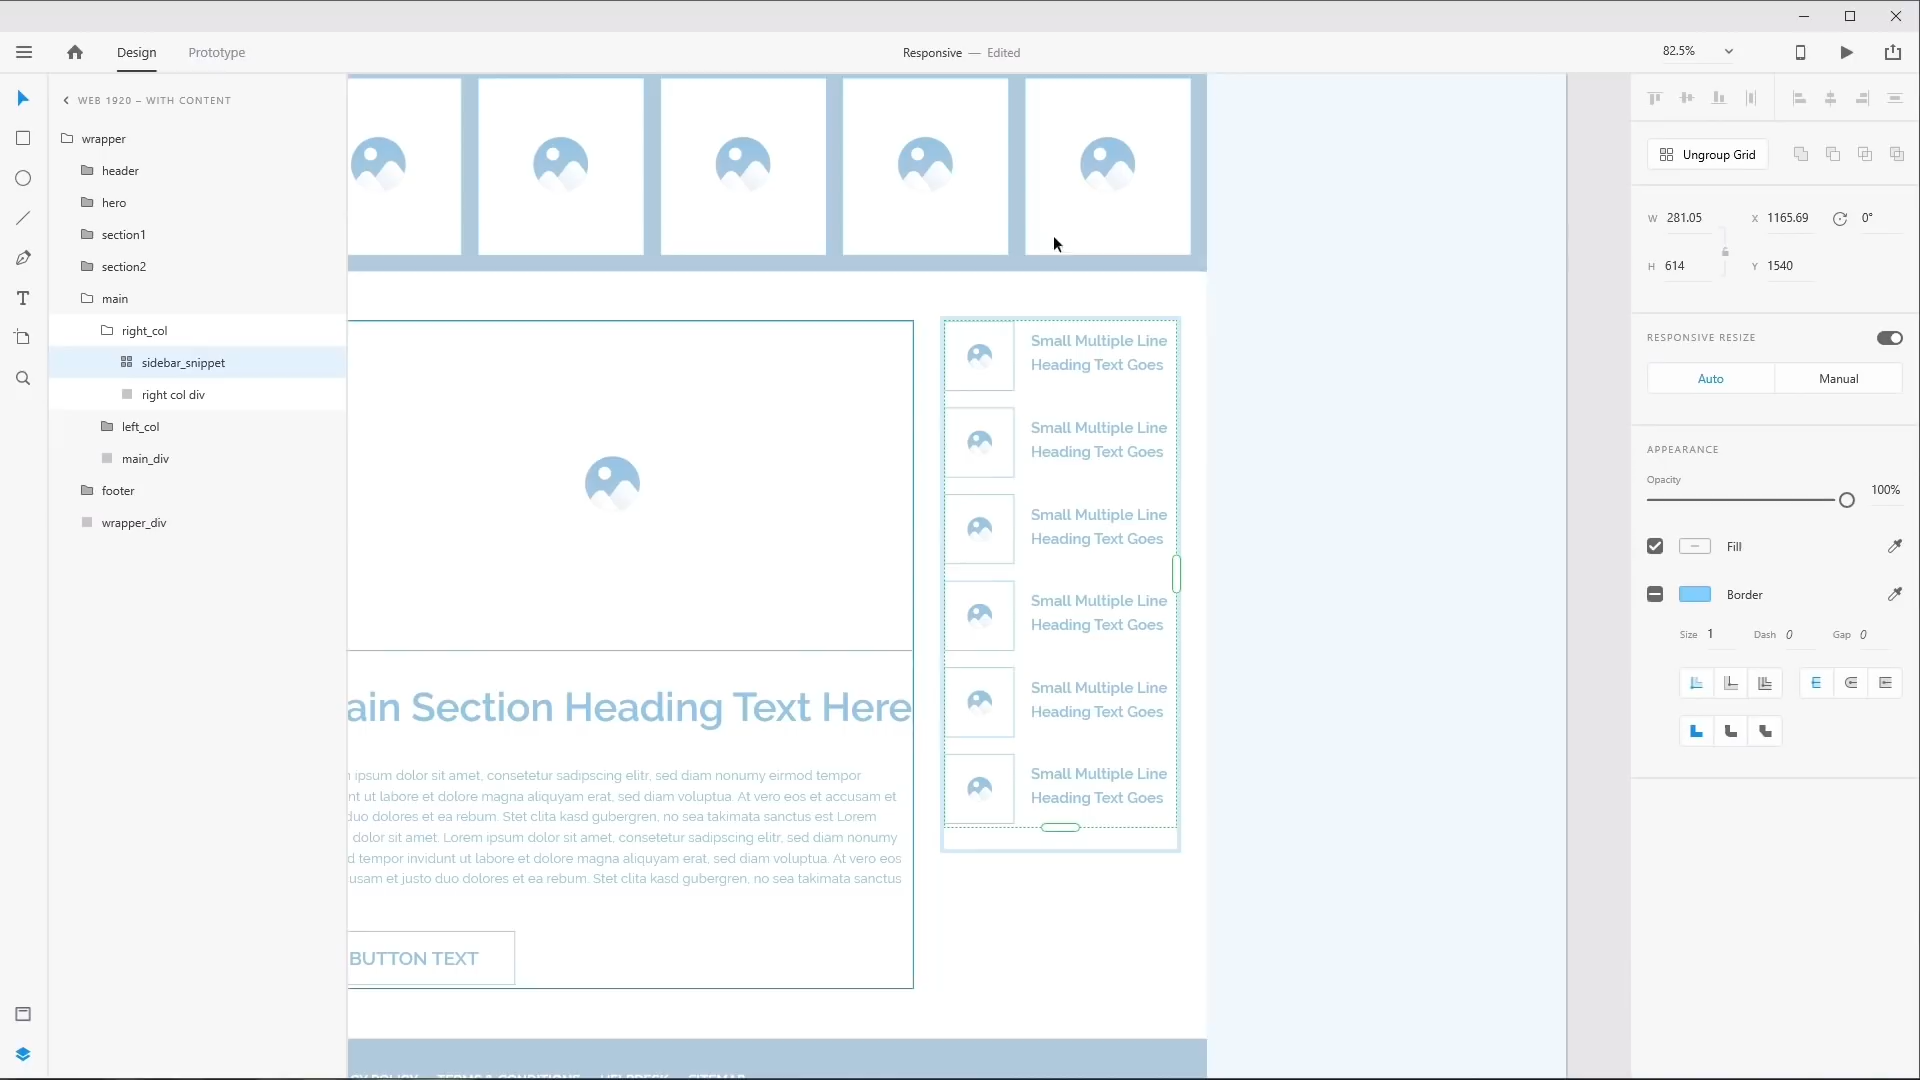 Design
Prototype
Responsive — Edited
82.5%
WEB 1920 – WITH CONTENT
wrapper
header
hero
section1
section2
main
right_col
sidebar_snippet
right col div
left_col
main_div
footer
wrapper_div
Small Multiple Line
Heading Text Goes
Small Multiple Line
Heading Text Goes
Small Multiple Line
Heading Text Goes
Small Multiple Line
Heading Text Goes
Small Multiple Line
Heading Text Goes
Small Multiple Line
Heading Text Goes
ain Section Heading Text Here
ipsum dolor sit amet, consetetur sadipscing elitr, sed diam nonumy eirmod tempor
nt ut labore et dolore magna aliquyam erat, sed diam voluptua. At vero eos et accusam et
duo dolores et ea rebum. Stet clita kasd gubergren, no sea takimata sanctus est Lorem
dolor sit amet. Lorem ipsum dolor sit amet, consetetur sadipscing elitr, sed diam nonumy
d tempor invidunt ut labore et dolore magna aliquyam erat, sed diam voluptua. At vero eos
usam et justo duo dolores et ea rebum. Stet clita kasd gubergren, no sea takimata sanctus
BUTTON TEXT
CY POLICY TERMS & CONDITIONS HELPDESK SITEMAP
Ungroup Grid
W 281.05 X 1165.69 0°
H 614 Y 1540
RESPONSIVE RESIZE
Auto Manual
APPEARANCE
Opacity
100%
Fill
Border
Size 1 Dash 0 Gap 0